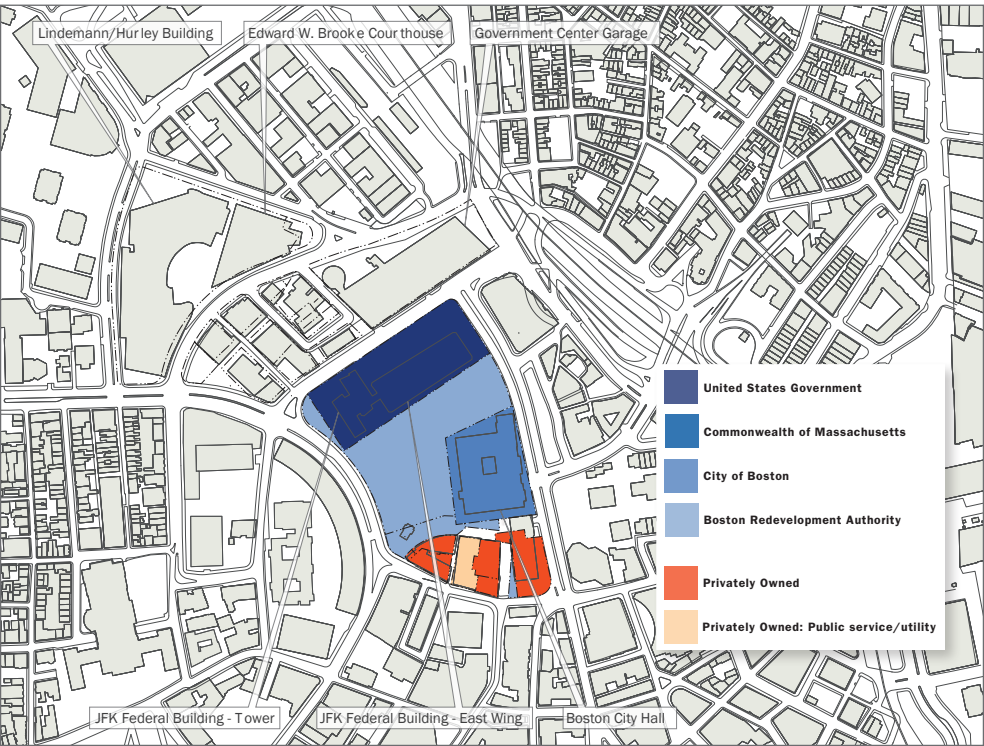 Lindemann/Hurley Building
Edward W. Brooke Courthouse
Government Center Garage
United States Government
Commonwealth of Massachusetts
City of Boston
Boston Redevelopment Authority
Privately Owned
Privately Owned: Public service/utility
JFK Federal Building - Tower
JFK Federal Building - East Wing
Boston City Hall